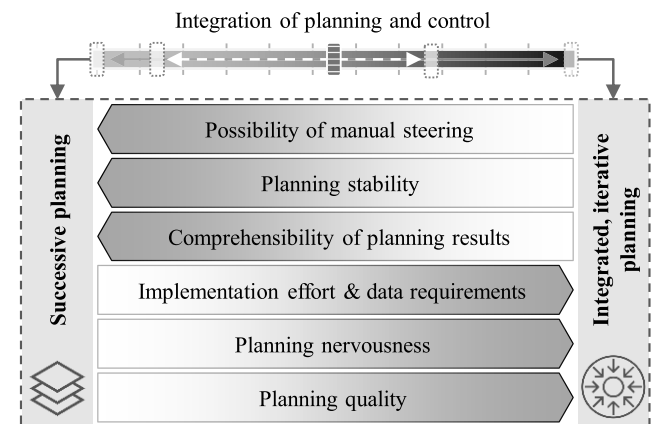 Integration of planning and control
Successive planning
Possibility of manual steering
Planning stability
Comprehensibility of planning results
Implementation effort & data requirements
Planning nervousness
Planning quality
Integrated, iterative
planning